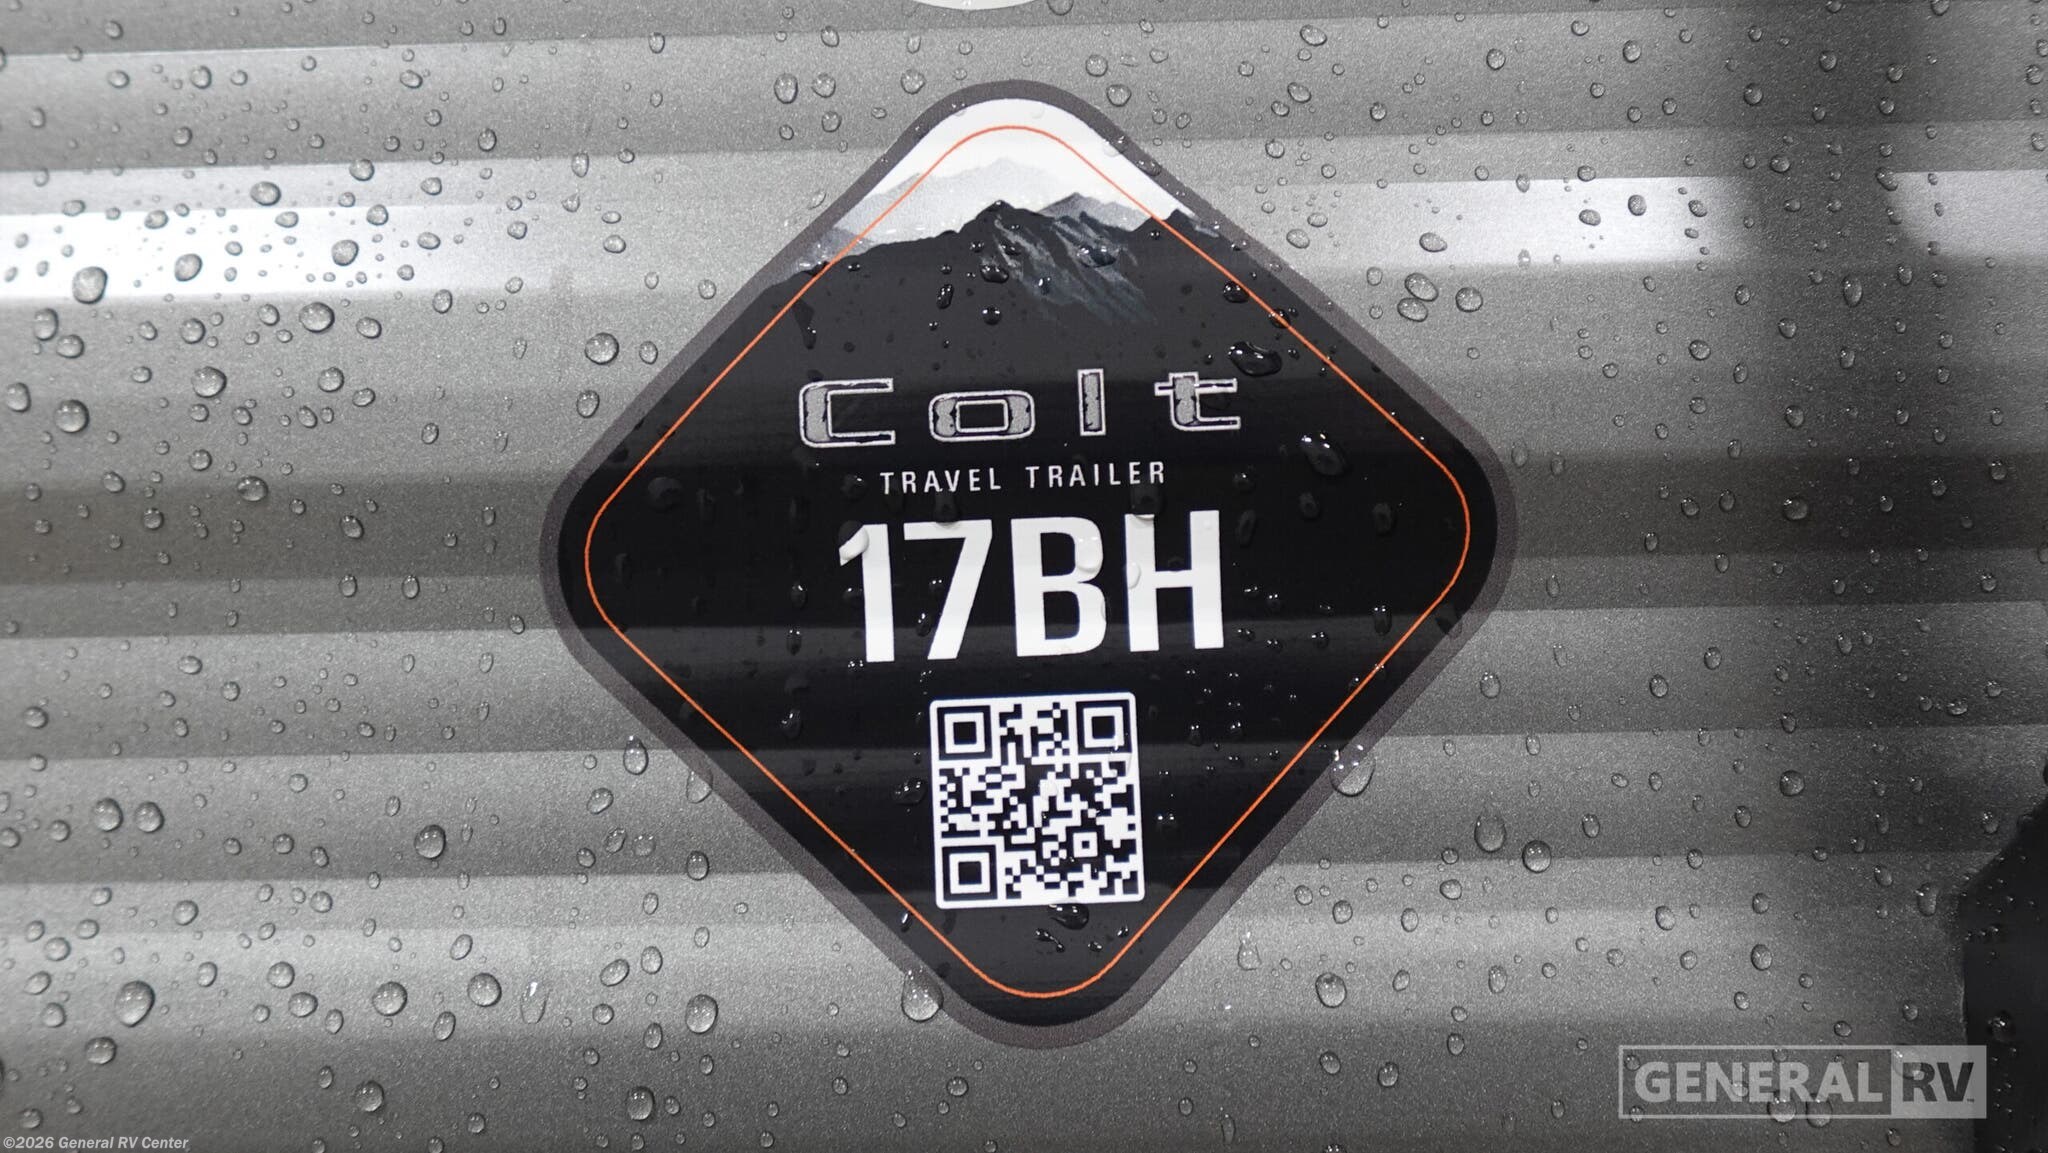 Colt
TRAVEL TRAILER
17BH
GENERAL RV
©2026 General RV Center